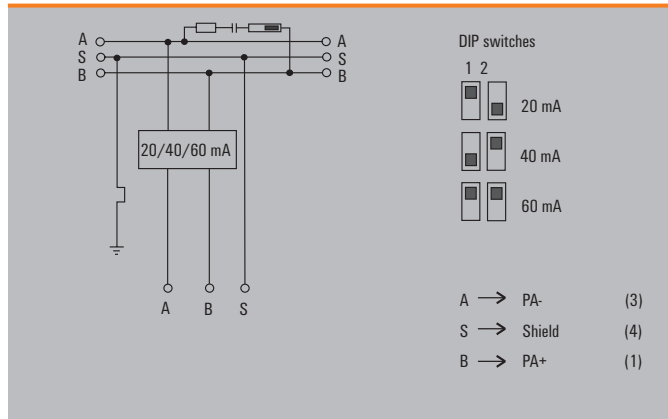 A A
S S
B B
20/40/60 mA
A B S
DIP switches
1 2
20 mA
40 mA
60 mA
A PA- (3)
S Shield (4)
B PA+ (1)